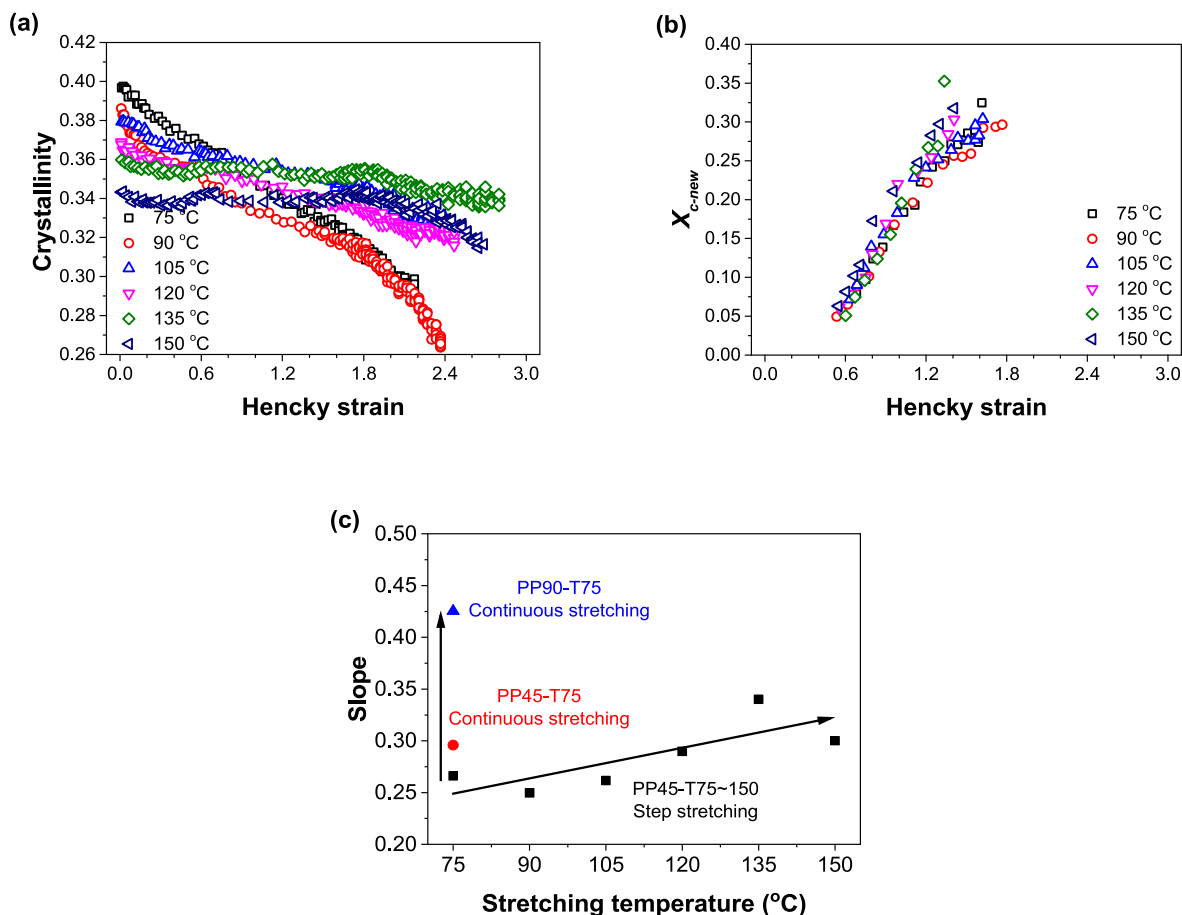 (a)
0.42
0.40
0.38
0.36
0.34
0.32
0.30
0.28
0.26
Crystallinity
75 °C
90 °C
105 °C
120 °C
135 °C
150 °C
0.0 0.6 1.2 1.8 2.4 3.0
Hencky strain
(b)
0.40
0.35
0.30
0.25
0.20
0.15
0.10
0.05
0.00
Xc-new
75 °C
90 °C
105 °C
120 °C
135 °C
150 °C
0.0 0.6 1.2 1.8 2.4 3.0
Hencky strain
(c)
0.50
0.45
0.40
0.35
0.30
0.25
0.20
Slope
PP90-T75
Continuous stretching
PP45-T75
Continuous stretching
PP45-T75~150
Step stretching
75 90 105 120 135 150
Stretching temperature (°C)